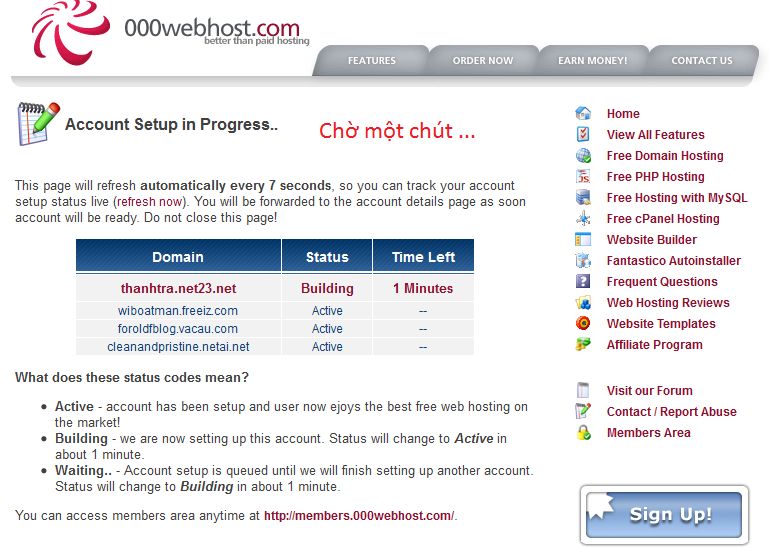 000webhost.com
better than paid hosting
FEATURES
ORDER NOW
EARN MONEY!
CONTACT US
Account Setup in Progress..
Chờ một chút ...
This page will refresh automatically every 7 seconds, so you can track your account
setup status live (refresh now). You will be forwarded to the account details page as soon
account will be ready. Do not close this page!
Domain Status Time Left
thanhtra.net23.net Building 1 Minutes
wiboatman.freeiz.com Active --
foroldfblog.vacau.com Active --
cleanandpristine.netai.net Active --
What does these status codes mean?
• Active - account has been setup and user now ejoys the best free web hosting on
the market!
• Building - we are now setting up this account. Status will change to Active in
about 1 minute.
• Waiting.. - Account setup is queued until we will finish setting up another account.
Status will change to Building in about 1 minute.
You can access members area anytime at http://members.000webhost.com/.
Home
View All Features
Free Domain Hosting
Free PHP Hosting
Free Hosting with MySQL
Free cPanel Hosting
Website Builder
Fantastico Autoinstaller
Frequent Questions
Web Hosting Reviews
Website Templates
Affiliate Program
Visit our Forum
Contact / Report Abuse
Members Area
Sign Up!